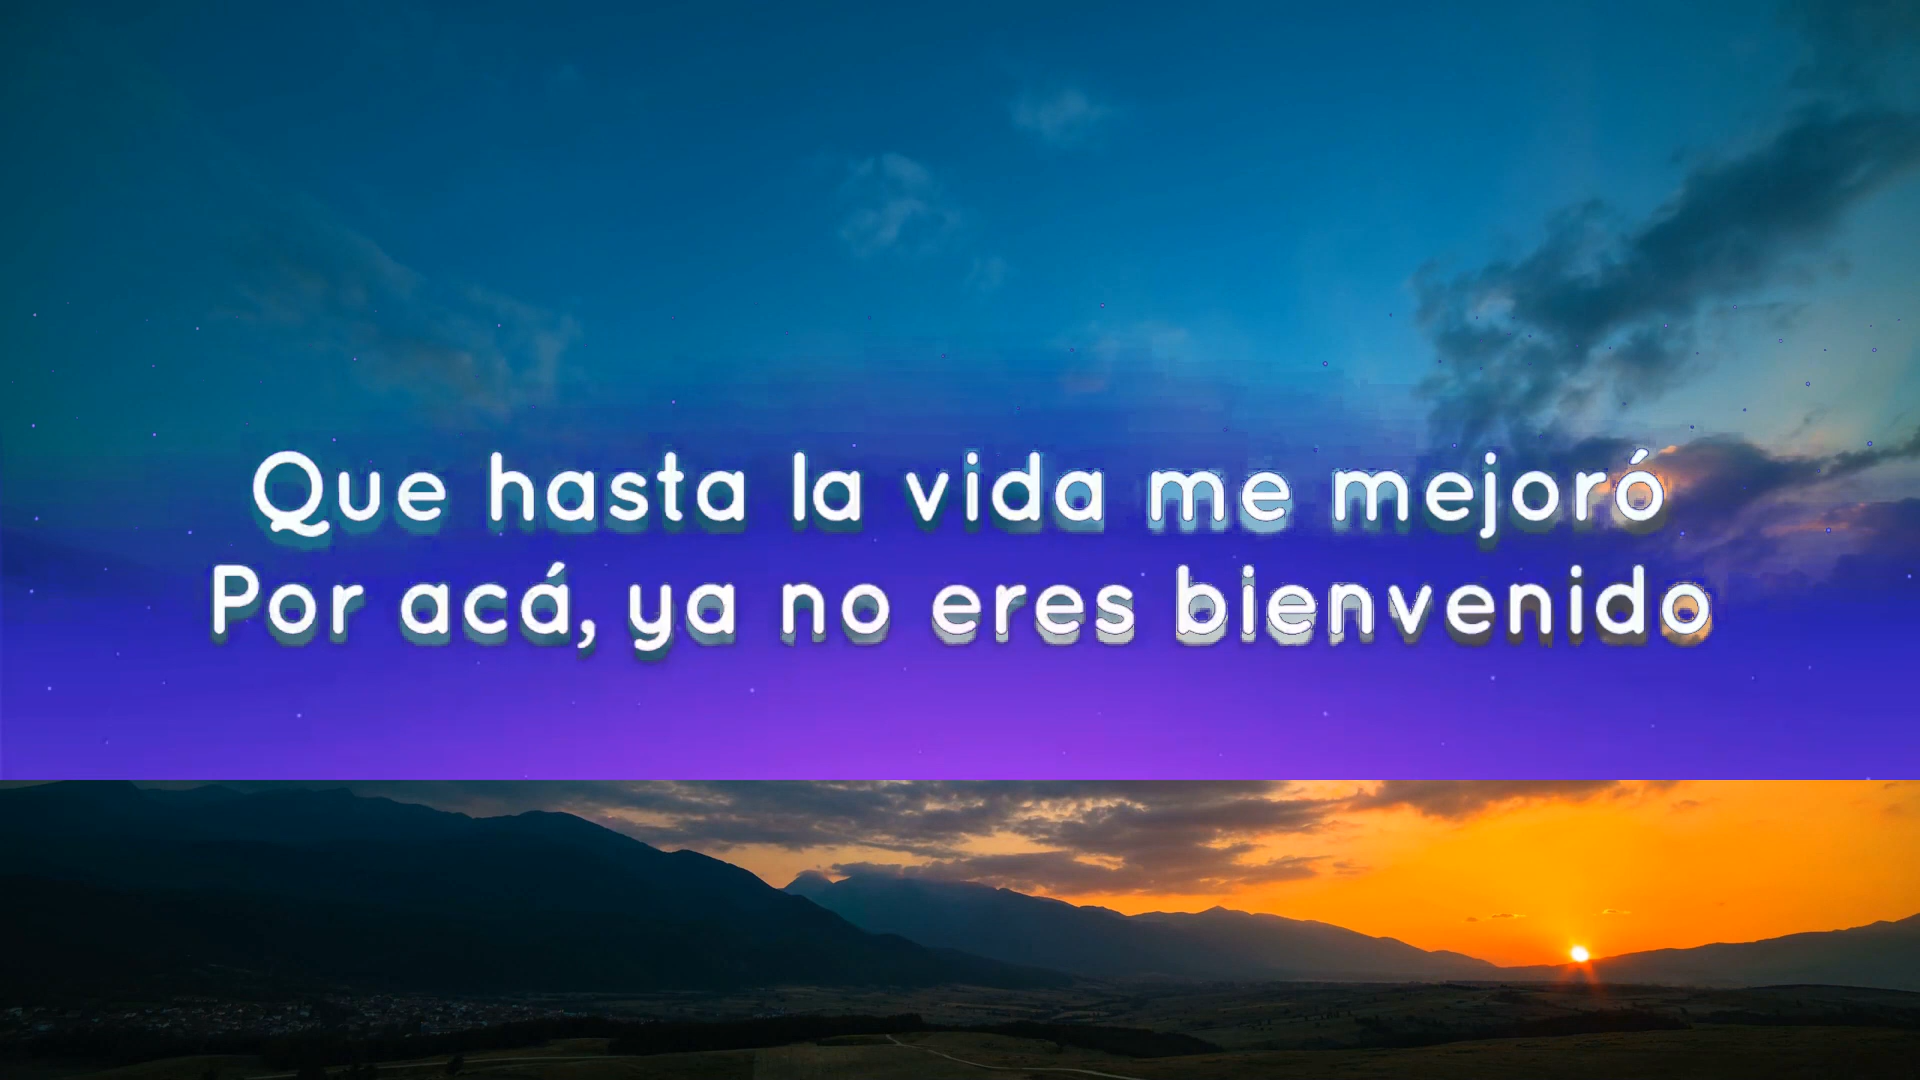 Que hasta la vida me mejoró
Por acá, ya no eres bienvenido